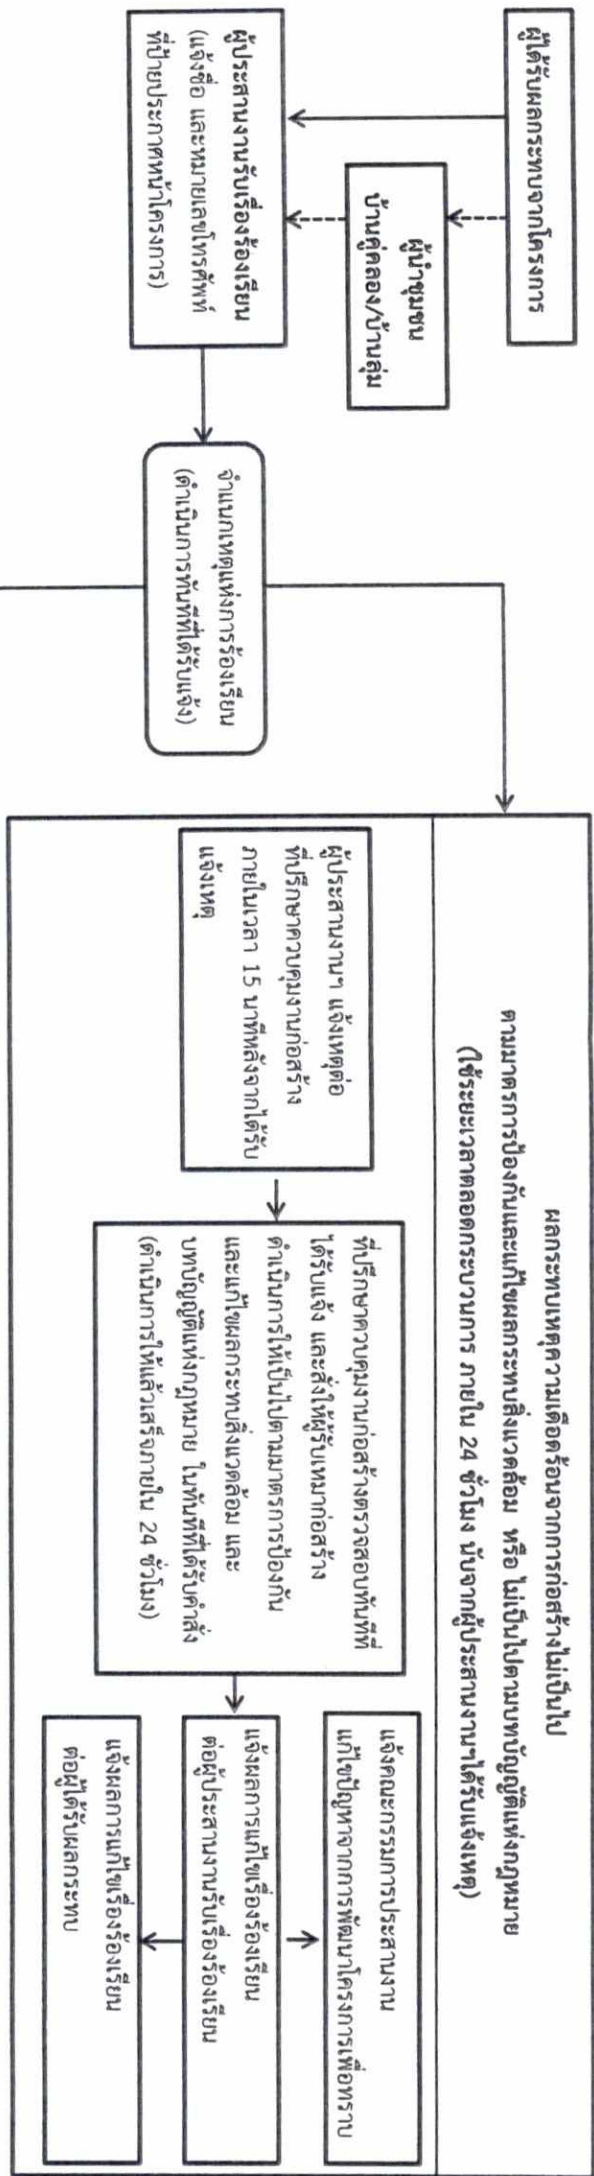 ผู้ได้รับผลกระทบจากโครงการ
ผู้นำชุมชน
บ้านคู่คลอง/บ้านลุ่ม
ผู้ประสานงานรับเรื่องร้องเรียน
(แจ้งชื่อ และหมายเลขโทรศัพท์
ที่ป้ายประกาศหน้าโครงการ)
จำแนกเหตุแห่งการร้องเรียน
(ดำเนินการทันทีที่ได้รับแจ้ง)
ผลกระทบเหตุความเดือดร้อนจากการก่อสร้างไม่เป็นไป
ตามมาตรการป้องกันและแก้ไขผลกระทบสิ่งแวดล้อม หรือ ไม่เป็นไปตามบทบัญญัติแห่งกฎหมาย
(ใช้ระยะเวลาตลอดกระบวนการ ภายใน 24 ชั่วโมง นับจากผู้ประสานงานฯได้รับแจ้งเหตุ)
ผู้ประสานงานฯ แจ้งเหตุต่อ
ที่ปรึกษาควบคุมงานก่อสร้าง
ภายในเวลา 15 นาทีหลังจากได้รับ
แจ้งเหตุ
ที่ปรึกษาควบคุมงานก่อสร้างตรวจสอบทันทีที่
ได้รับแจ้ง และสั่งให้ผู้รับเหมาก่อสร้าง
ดำเนินการให้เป็นไปตามมาตรการป้องกัน
และแก้ไขผลกระทบสิ่งแวดล้อม และ
บทบัญญัติแห่งกฎหมาย ในทันทีที่ได้รับคำสั่ง
(ดำเนินการให้แล้วเสร็จภายใน 24 ชั่วโมง)
แจ้งคณะกรรมการประสานงาน
แก้ไขปัญหาจากการพัฒนาโครงการเพื่อทราบ
แจ้งผลการแก้ไขเรื่องร้องเรียน
ต่อผู้ประสานงานรับเรื่องร้องเรียน
แจ้งผลการแก้ไขเรื่องร้องเรียน
ต่อผู้ได้รับผลกระทบ